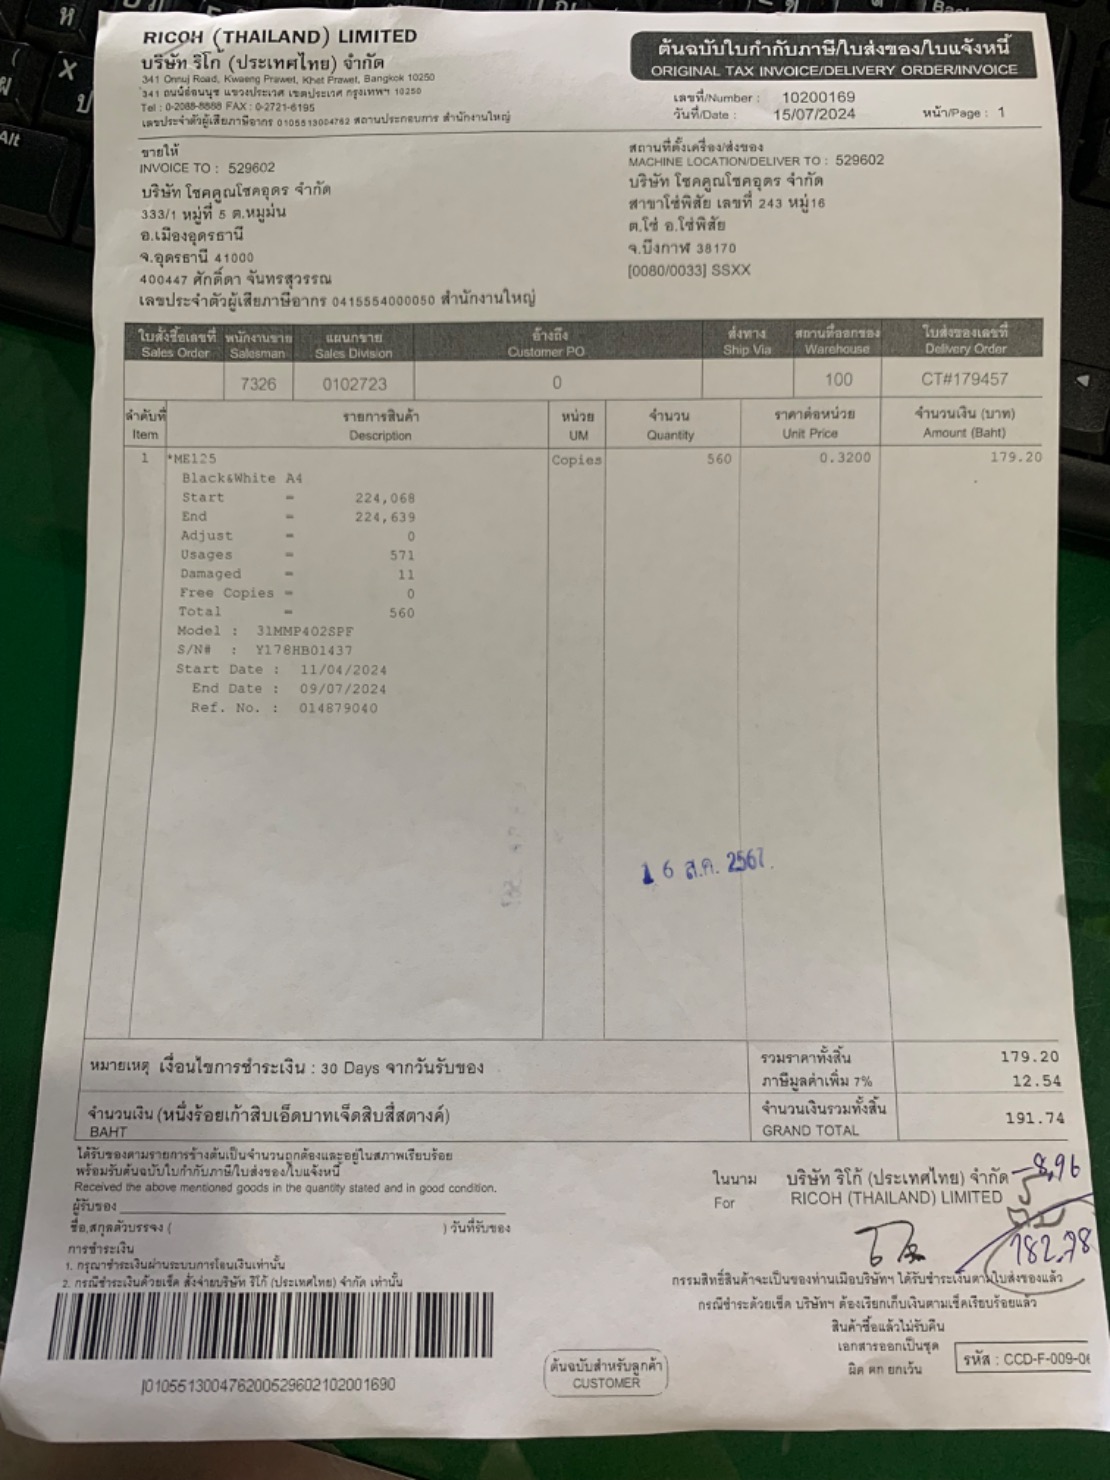 RICOH (THAILAND) LIMITED
บริษัท ริโก้ (ประเทศไทย) จำกัด
341 Onnuj Road, Kwaeng Prawet, Khet Prawet, Bangkok 10250
341 ถนนอ่อนนุช แขวงประเวศ เขตประเวศ กรุงเทพฯ 10250
Tel : 0-2088-8888 FAX : 0-2721-6195
เลขประจำตัวผู้เสียภาษีอากร 0105513004762 สถานประกอบการ สำนักงานใหญ่
ต้นฉบับใบกำกับภาษี/ใบส่งของ/ใบแจ้งหนี้
ORIGINAL TAX INVOICE/DELIVERY ORDER/INVOICE
เลขที่/Number : 10200169
วันที่/Date : 15/07/2024 หน้า/Page : 1
ขายให้
INVOICE TO : 529602
บริษัท โชคคูณโชคอุดร จำกัด
333/1 หมู่ที่ 5 ต.หมูม่น
อ.เมืองอุดรธานี
จ.อุดรธานี 41000
400447 ศักดิ์ดา จันทรสุวรรณ
เลขประจำตัวผู้เสียภาษีอากร 0415554000050 สำนักงานใหญ่
สถานที่ตั้งเครื่อง/ส่งของ
MACHINE LOCATION/DELIVER TO : 529602
บริษัท โชคคูณโชคอุดร จำกัด
สาขาโซ่พิสัย เลขที่ 243 หมู่16
ต.โซ่ อ.โซ่พิสัย
จ.บึงกาฬ 38170
[0080/0033] SSXX
ใบสั่งซื้อเลขที่ พนักงานขาย แผนกขาย อ้างถึง ส่งทาง สถานที่ออกของ ใบส่งของเลขที่
Sales Order Salesman Sales Division Customer PO Ship Via Warehouse Delivery Order
7326 0102723 0 100 CT#179457
ลำดับที่ รายการสินค้า หน่วย จำนวน ราคาต่อหน่วย จำนวนเงิน (บาท)
Item Description UM Quantity Unit Price Amount (Baht)
1 *ME125 Copies 560 0.3200 179.20
Black&White A4
Start = 224,068
End = 224,639
Adjust = 0
Usages = 571
Damaged = 11
Free Copies = 0
Total = 560
Model : 31MMP402SPF
S/N# : Y178HB01437
Start Date : 11/04/2024
End Date : 09/07/2024
Ref. No. : 014879040
16 ส.ค. 2567
หมายเหตุ เงื่อนไขการชำระเงิน : 30 Days จากวันรับของ
รวมราคาทั้งสิ้น 179.20
ภาษีมูลค่าเพิ่ม 7% 12.54
จำนวนเงิน (หนึ่งร้อยเก้าสิบเอ็ดบาทเจ็ดสิบสี่สตางค์)
BAHT
จำนวนเงินรวมทั้งสิ้น 191.74
GRAND TOTAL
ได้รับของตามรายการข้างต้นเป็นจำนวนถูกต้องและอยู่ในสภาพเรียบร้อย
พร้อมรับต้นฉบับใบกำกับภาษี/ใบส่งของ/ใบแจ้งหนี้
Received the above mentioned goods in the quantity stated and in good condition.
ผู้รับของ
ชื่อ,สกุลตัวบรรจง ( ) วันที่รับของ
การชำระเงิน
1. กรุณาชำระเงินผ่านระบบการโอนเงินเท่านั้น
2. กรณีชำระเงินด้วยเช็ค สั่งจ่ายบริษัท ริโก้ (ประเทศไทย) จำกัด เท่านั้น
ในนาม บริษัท ริโก้ (ประเทศไทย) จำกัด
For RICOH (THAILAND) LIMITED
-8.96
182.78
กรรมสิทธิ์สินค้าจะเป็นของท่านเมื่อบริษัทฯ ได้รับชำระเงินตามใบส่งของแล้ว
กรณีชำระด้วยเช็ค บริษัทฯ ต้องเรียกเก็บเงินตามเช็คเรียบร้อยแล้ว
สินค้าซื้อแล้วไม่รับคืน
เอกสารออกเป็นชุด
ผิด ตก ยกเว้น
รหัส : CCD-F-009-0
|010551300476200529602102001690
ต้นฉบับสำหรับลูกค้า
CUSTOMER